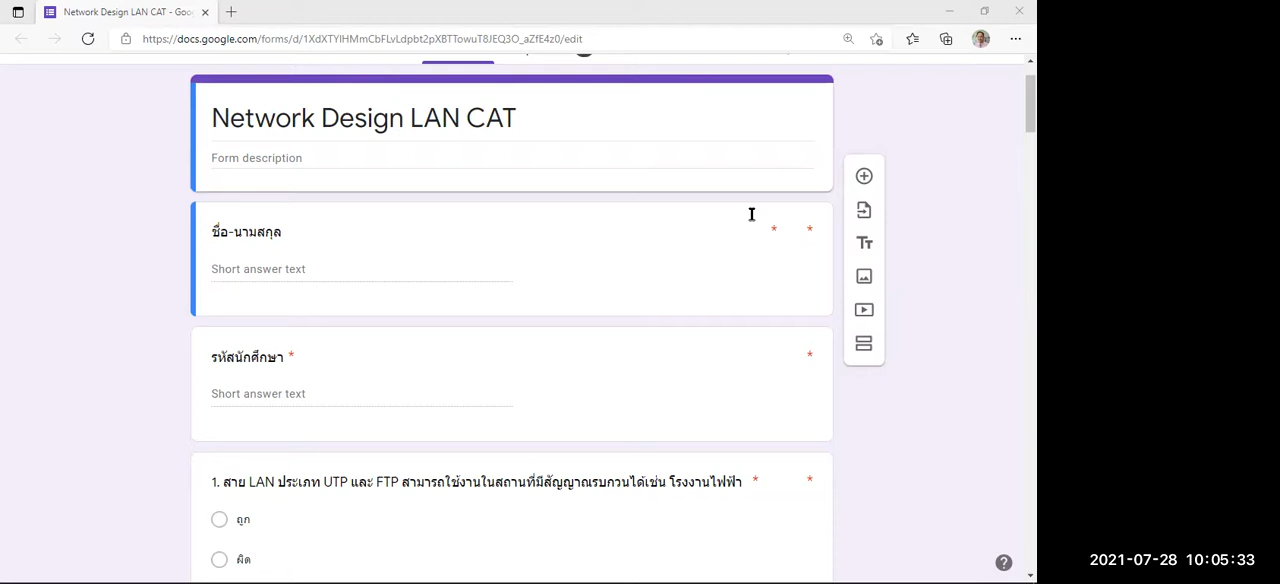 Network Design LAN CAT - Goo
https://docs.google.com/forms/d/1XdXTYIHMmCbFLvLdpbt2pXBTTowuT8JEQ3O_aZfE4z0/edit
Network Design LAN CAT
Form description
ชื่อ-นามสกุล * *
Short answer text
รหัสนักศึกษา * *
Short answer text
1. สาย LAN ประเภท UTP และ FTP สามารถใช้งานในสถานที่มีสัญญาณรบกวนได้เช่น โรงงานไฟฟ้า * *
ถูก
ผิด
Tт
2021-07-28 10:05:33